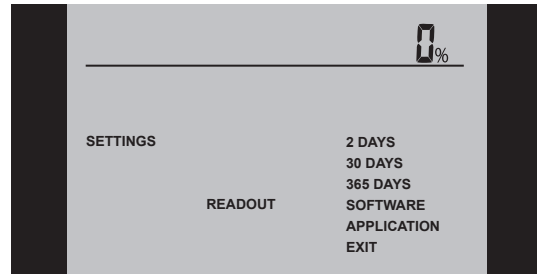 0%
SETTINGS 2 DAYS
30 DAYS
365 DAYS
READOUT SOFTWARE
APPLICATION
EXIT